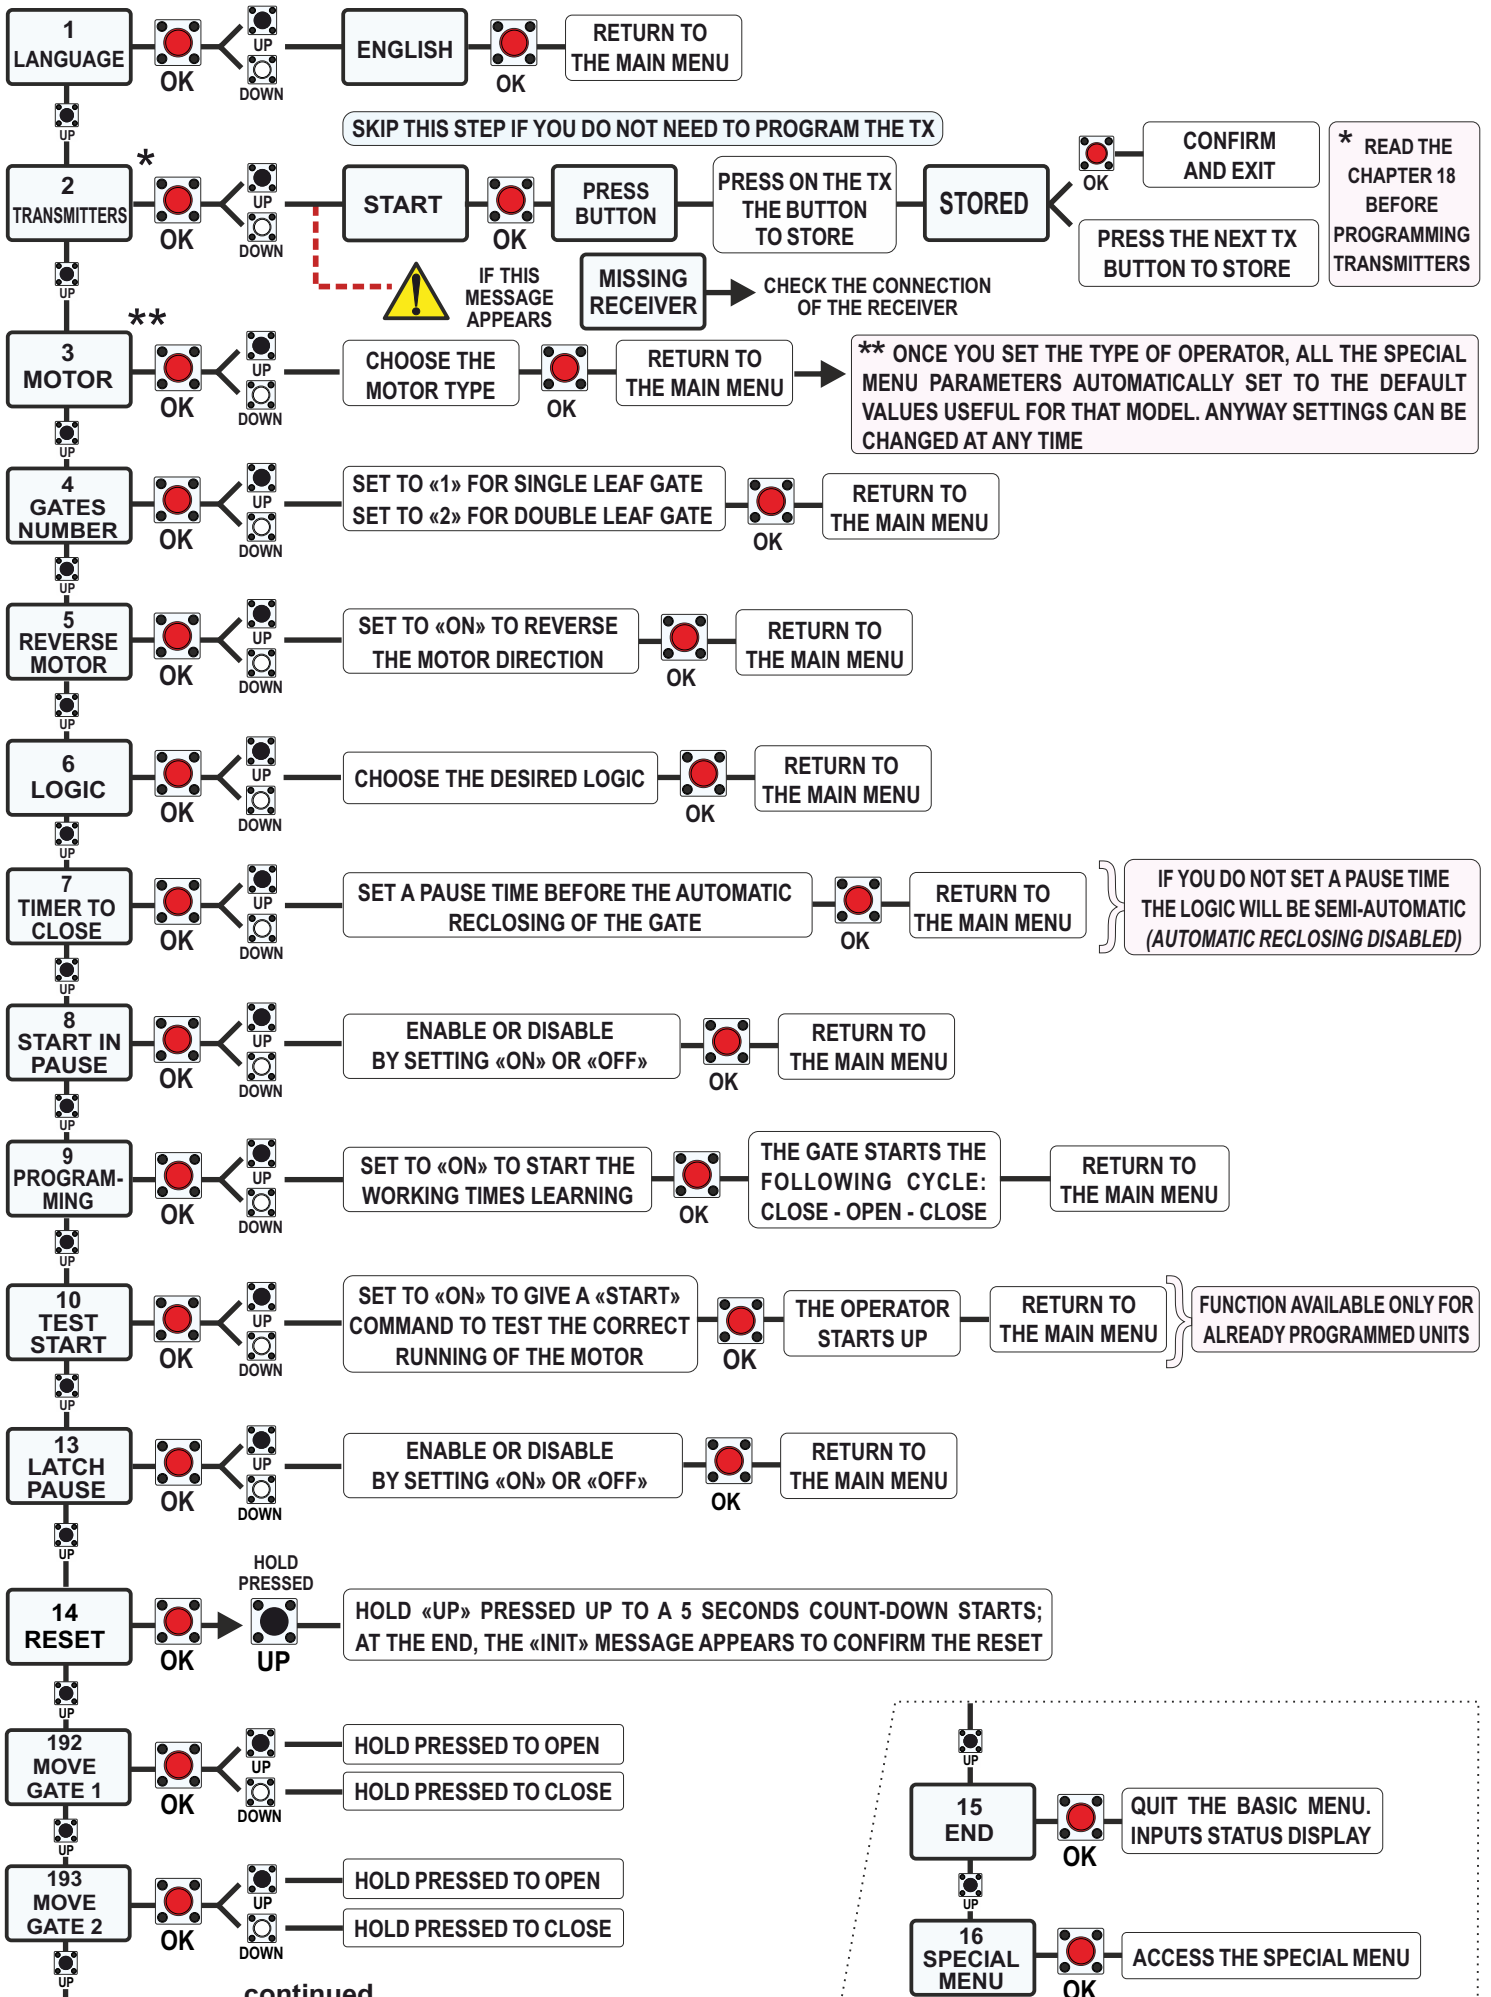 1
LANGUAGE
OK
UP
DOWN
ENGLISH
OK
RETURN TO
THE MAIN MENU
UP
SKIP THIS STEP IF YOU DO NOT NEED TO PROGRAM THE TX
2
TRANSMITTERS
*
OK
UP
DOWN
START
OK
PRESS
BUTTON
PRESS ON THE TX
THE BUTTON
TO STORE
STORED
OK
CONFIRM
AND EXIT
PRESS THE NEXT TX
BUTTON TO STORE
* READ THE
CHAPTER 18
BEFORE
PROGRAMMING
TRANSMITTERS
IF THIS
MESSAGE
APPEARS
MISSING
RECEIVER
CHECK THE CONNECTION
OF THE RECEIVER
UP
3
MOTOR
**
OK
UP
DOWN
CHOOSE THE
MOTOR TYPE
OK
RETURN TO
THE MAIN MENU
** ONCE YOU SET THE TYPE OF OPERATOR, ALL THE SPECIAL
MENU PARAMETERS AUTOMATICALLY SET TO THE DEFAULT
VALUES USEFUL FOR THAT MODEL. ANYWAY SETTINGS CAN BE
CHANGED AT ANY TIME
UP
4
GATES
NUMBER
OK
UP
DOWN
SET TO «1» FOR SINGLE LEAF GATE
SET TO «2» FOR DOUBLE LEAF GATE
OK
RETURN TO
THE MAIN MENU
UP
5
REVERSE
MOTOR
OK
UP
DOWN
SET TO «ON» TO REVERSE
THE MOTOR DIRECTION
OK
RETURN TO
THE MAIN MENU
UP
6
LOGIC
OK
UP
DOWN
CHOOSE THE DESIRED LOGIC
OK
RETURN TO
THE MAIN MENU
UP
7
TIMER TO
CLOSE
OK
UP
DOWN
SET A PAUSE TIME BEFORE THE AUTOMATIC
RECLOSING OF THE GATE
OK
RETURN TO
THE MAIN MENU
IF YOU DO NOT SET A PAUSE TIME
THE LOGIC WILL BE SEMI-AUTOMATIC
(AUTOMATIC RECLOSING DISABLED)
UP
8
START IN
PAUSE
OK
UP
DOWN
ENABLE OR DISABLE
BY SETTING «ON» OR «OFF»
OK
RETURN TO
THE MAIN MENU
UP
9
PROGRAM-
MING
OK
UP
DOWN
SET TO «ON» TO START THE
WORKING TIMES LEARNING
OK
THE GATE STARTS THE
FOLLOWING CYCLE:
CLOSE - OPEN - CLOSE
RETURN TO
THE MAIN MENU
UP
10
TEST
START
OK
UP
DOWN
SET TO «ON» TO GIVE A «START»
COMMAND TO TEST THE CORRECT
RUNNING OF THE MOTOR
OK
THE OPERATOR
STARTS UP
RETURN TO
THE MAIN MENU
FUNCTION AVAILABLE ONLY FOR
ALREADY PROGRAMMED UNITS
UP
13
LATCH
PAUSE
OK
UP
DOWN
ENABLE OR DISABLE
BY SETTING «ON» OR «OFF»
OK
RETURN TO
THE MAIN MENU
UP
14
RESET
OK
HOLD
PRESSED
UP
HOLD «UP» PRESSED UP TO A 5 SECONDS COUNT-DOWN STARTS;
AT THE END, THE «INIT» MESSAGE APPEARS TO CONFIRM THE RESET
UP
192
MOVE
GATE 1
OK
UP
DOWN
HOLD PRESSED TO OPEN
HOLD PRESSED TO CLOSE
UP
193
MOVE
GATE 2
OK
UP
DOWN
HOLD PRESSED TO OPEN
HOLD PRESSED TO CLOSE
UP
continued
UP
15
END
OK
QUIT THE BASIC MENU.
INPUTS STATUS DISPLAY
UP
16
SPECIAL
MENU
OK
ACCESS THE SPECIAL MENU